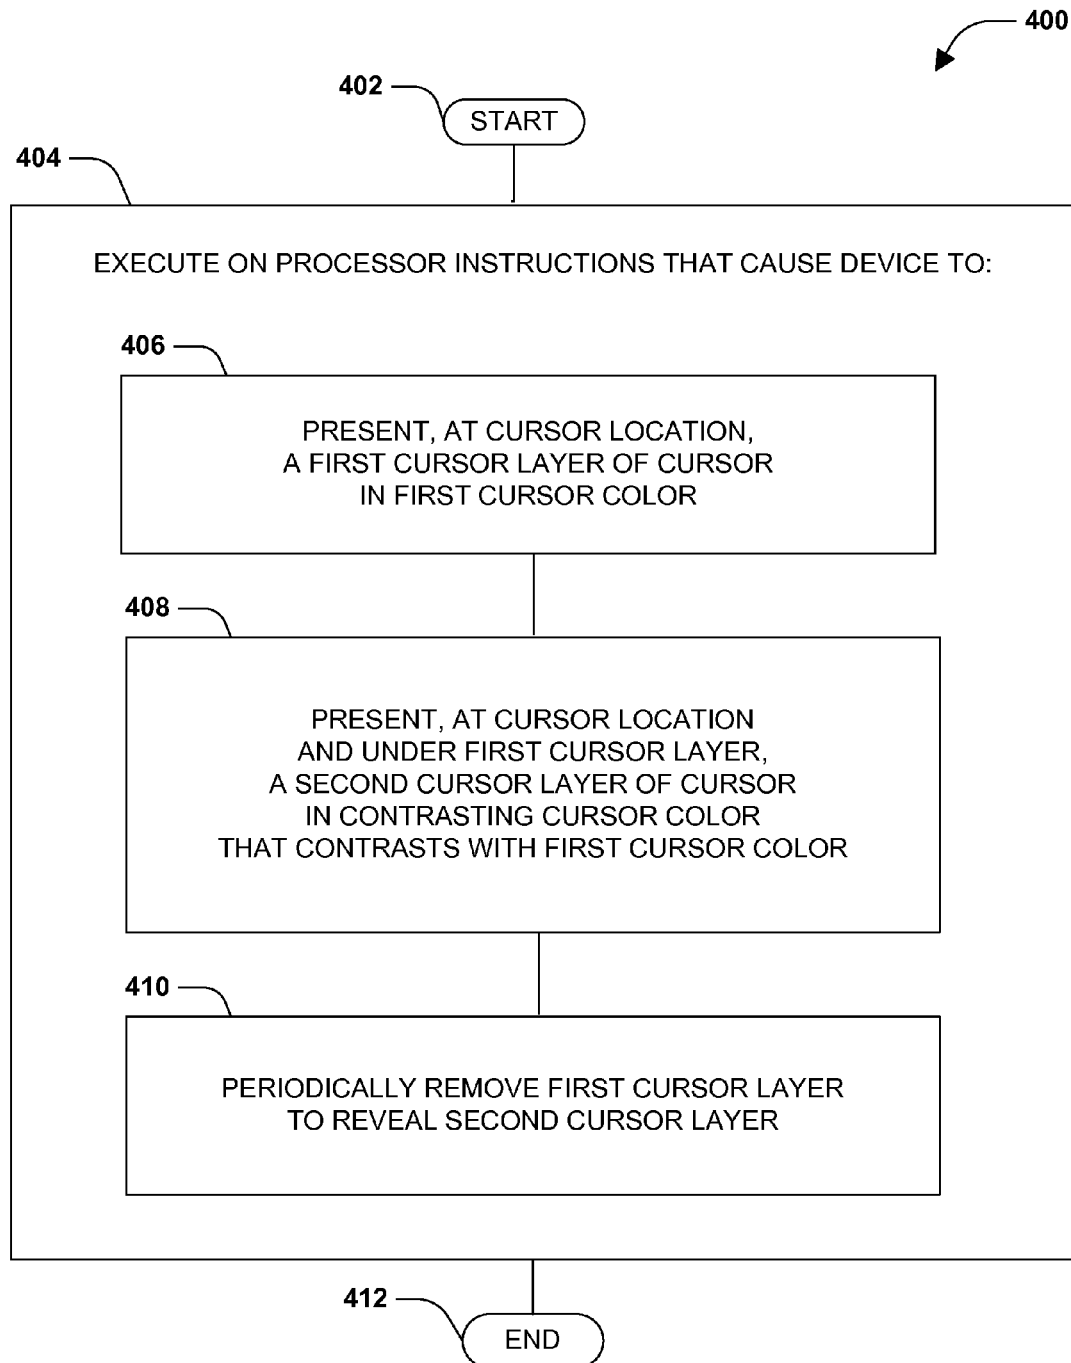 400
402
START
404
EXECUTE ON PROCESSOR INSTRUCTIONS THAT CAUSE DEVICE TO:
406
PRESENT, AT CURSOR LOCATION,
A FIRST CURSOR LAYER OF CURSOR
IN FIRST CURSOR COLOR
408
PRESENT, AT CURSOR LOCATION
AND UNDER FIRST CURSOR LAYER,
A SECOND CURSOR LAYER OF CURSOR
IN CONTRASTING CURSOR COLOR
THAT CONTRASTS WITH FIRST CURSOR COLOR
410
PERIODICALLY REMOVE FIRST CURSOR LAYER
TO REVEAL SECOND CURSOR LAYER
412
END